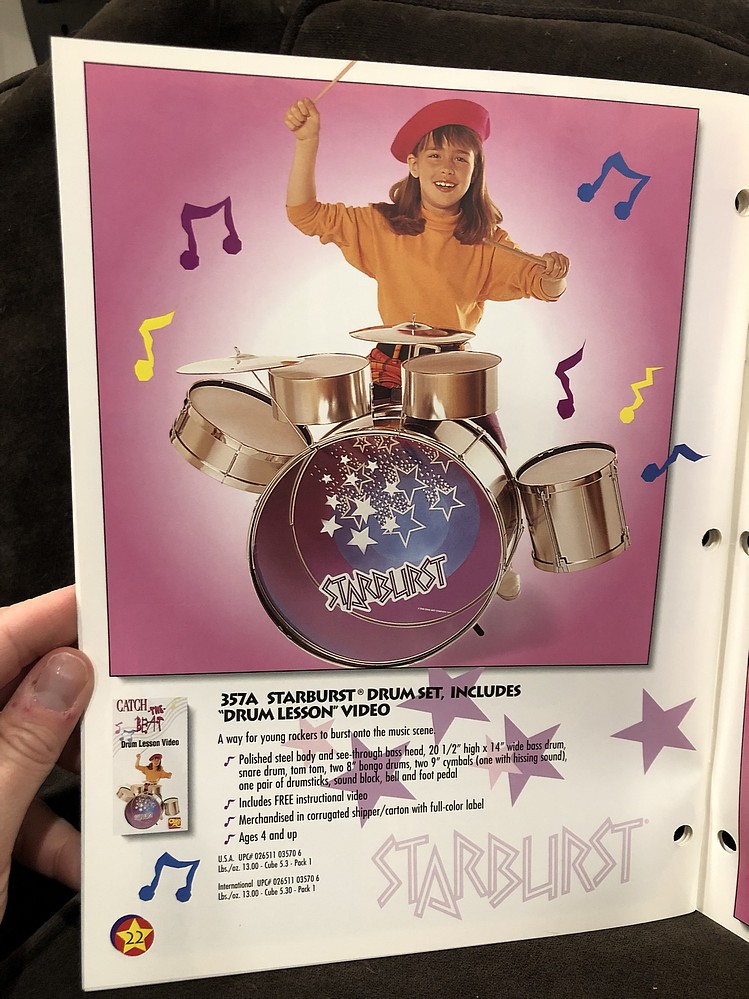 STARBURST
357A STARBURST® DRUM SET, INCLUDES
"DRUM LESSON" VIDEO
A way for young rockers to burst onto the music scene.
Polished steel body and see-through bass head, 20 1/2" high x 14" wide bass drum,
snare drum, tom tom, two 8" bongo drums, two 9" cymbals (one with hissing sound),
one pair of drumsticks, sound block, bell and foot pedal
Includes FREE instructional video
Merchandised in corrugated shipper/carton with full-color label
Ages 4 and up
U.S.A. UPC# 026511 03570 6
Lbs./oz. 13.00 - Cube 5.3 - Pack 1
International UPC# 026511 03570 6
Lbs./oz. 13.00 - Cube 5.30 - Pack 1
CATCH
THE
BEAT
Drum Lesson Video
STARBURST®
22